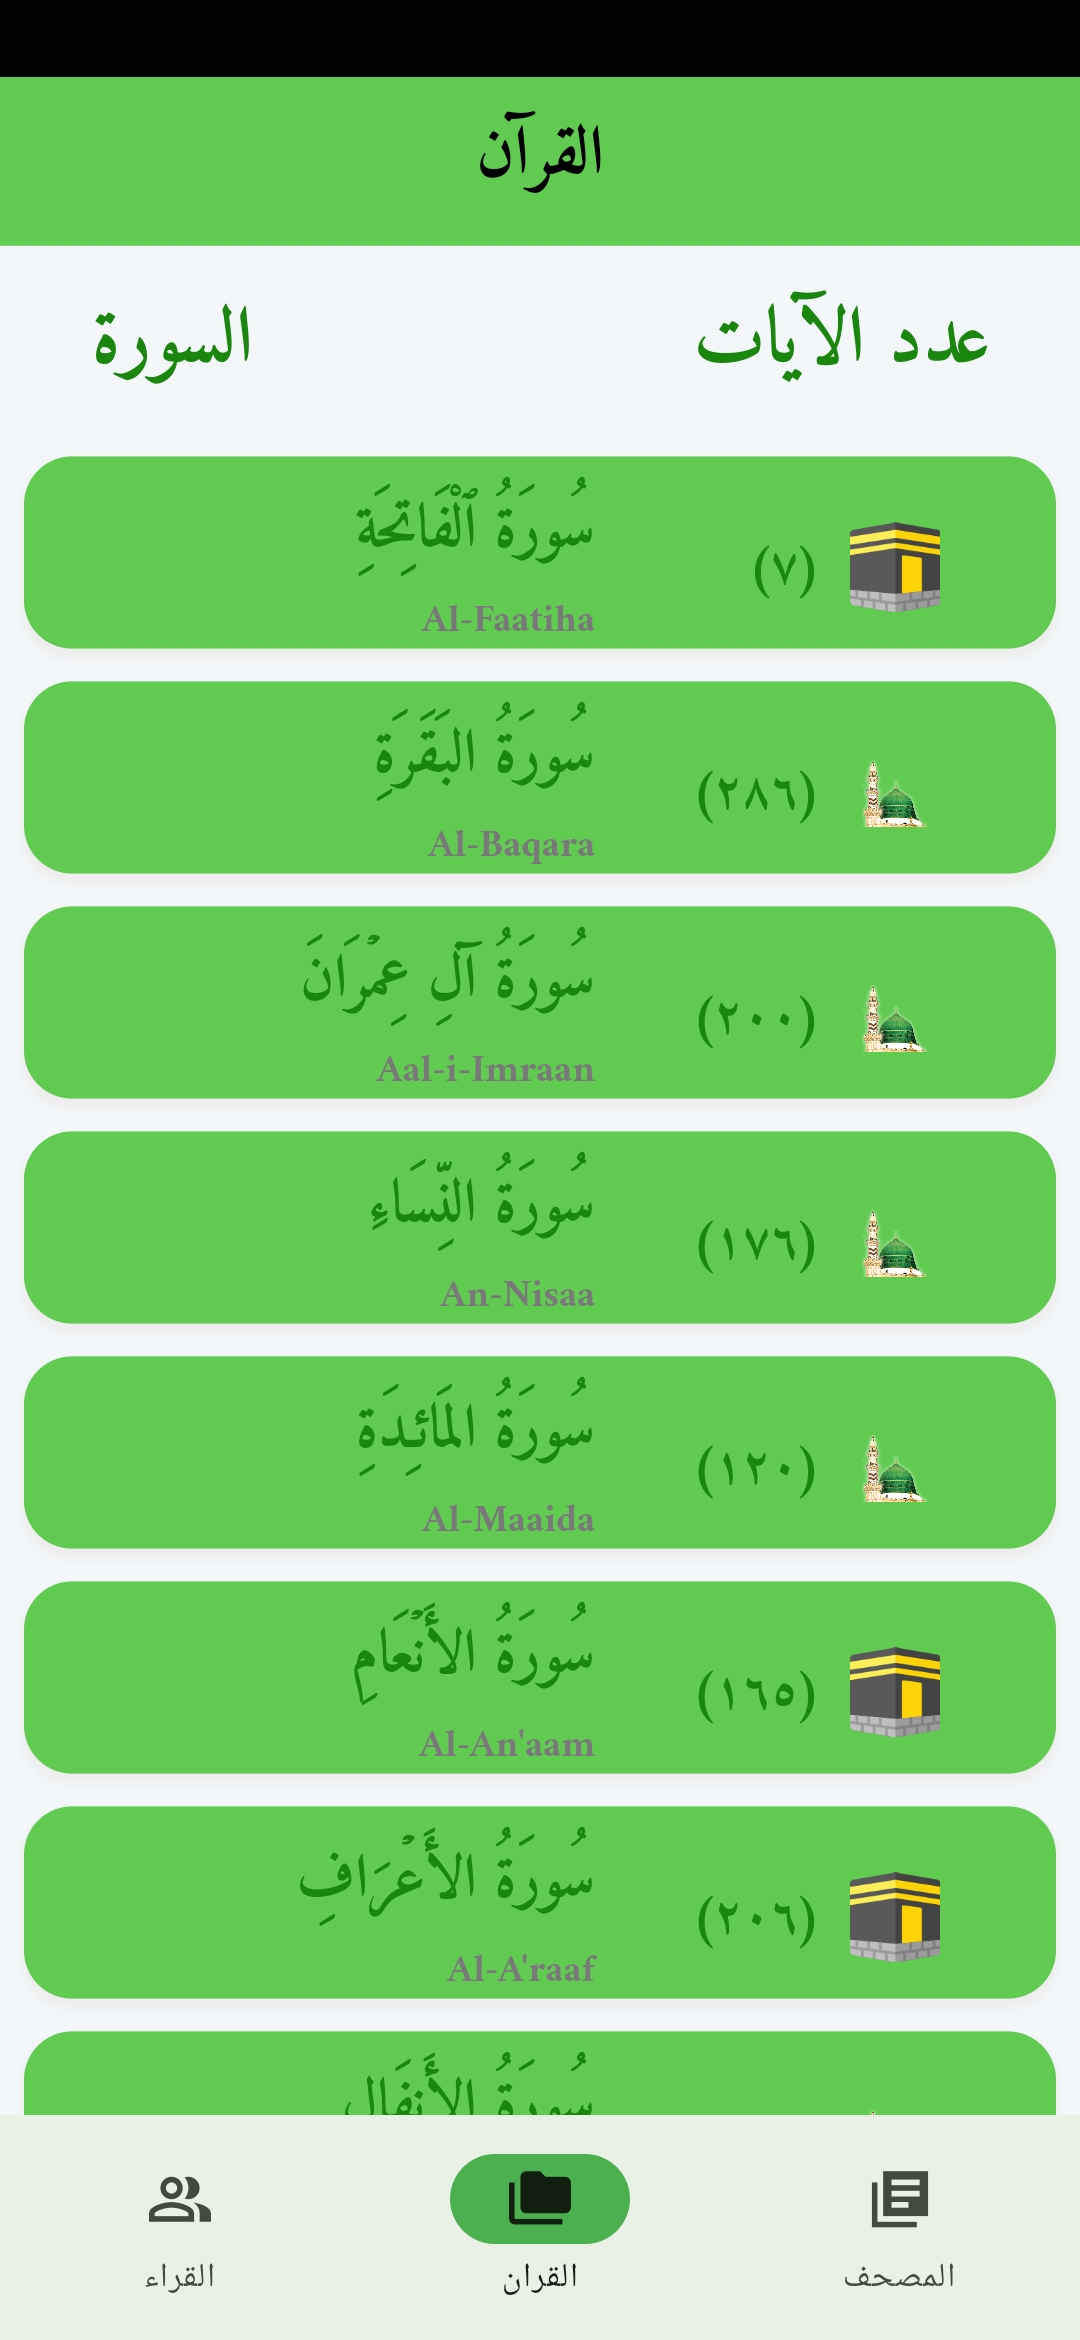 القرآن
عدد الآيات
السورة
سُورَةُ ٱلْفَاتِحَةِ
(٧)
Al-Faatiha
سُورَةُ البَقَرَةِ
(٢٨٦)
Al-Baqara
سُورَةُ آلِ عِمۡرَانَ
(٢٠٠)
Aal-i-Imraan
سُورَةُ النِّسَاءِ
(١٧٦)
An-Nisaa
سُورَةُ المَائـِدَةِ
(١٢٠)
Al-Maaida
سُورَةُ الأَنۡعَامِ
(١٦٥)
Al-An'aam
سُورَةُ الأَعۡرَافِ
(٢٠٦)
Al-A'raaf
سُورَةُ الأَنفَالِ
المصحف
القران
القراء